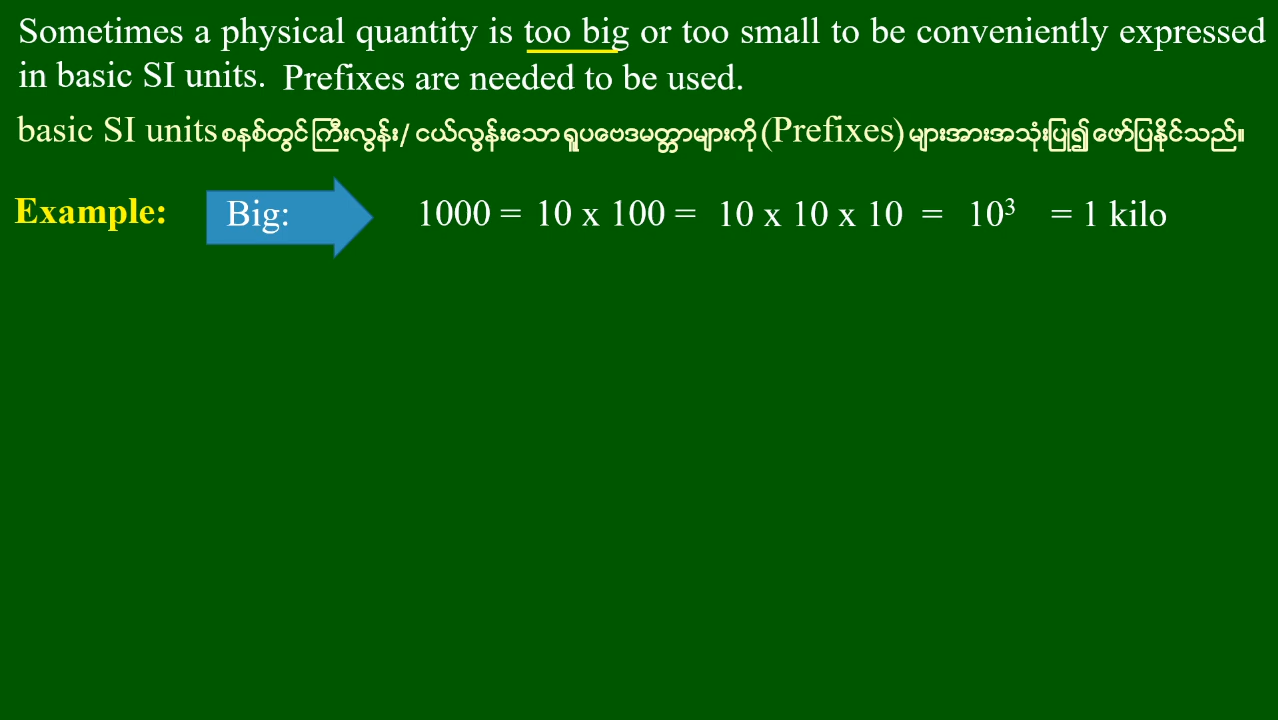 Sometimes a physical quantity is too big or too small to be conveniently expressed
in basic SI units. Prefixes are needed to be used.
basic SI units စနစ်တွင်ကြီးလွန်း/ ငယ်လွန်းသော ရူပဗေဒမတ္တာများကို (Prefixes) များအားအသုံးပြု၍ ဖော်ပြနိုင်သည်။
Example: Big: 1000 = 10 x 100 = 10 x 10 x 10 = 10³ = 1 kilo